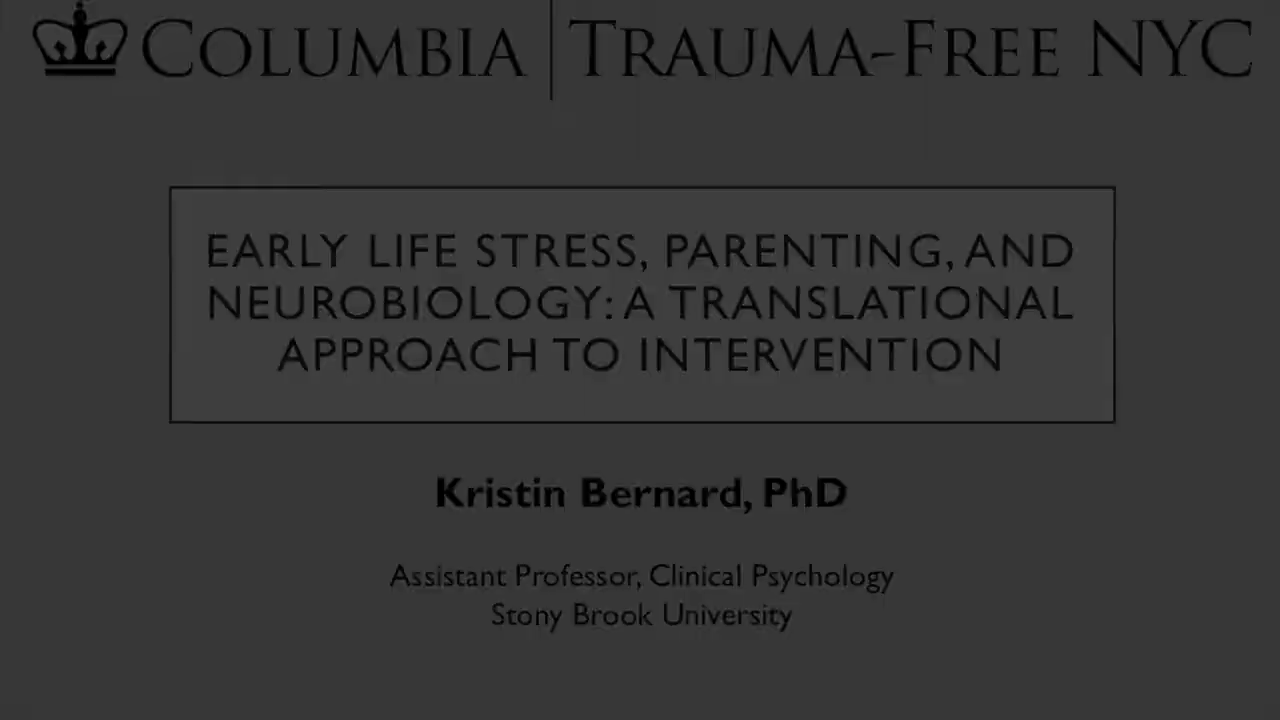 COLUMBIA | TRAUMA-FREE NYC
EARLY LIFE STRESS, PARENTING, AND
NEUROBIOLOGY: A TRANSLATIONAL
APPROACH TO INTERVENTION
Kristin Bernard, PhD
Assistant Professor, Clinical Psychology
Stony Brook University